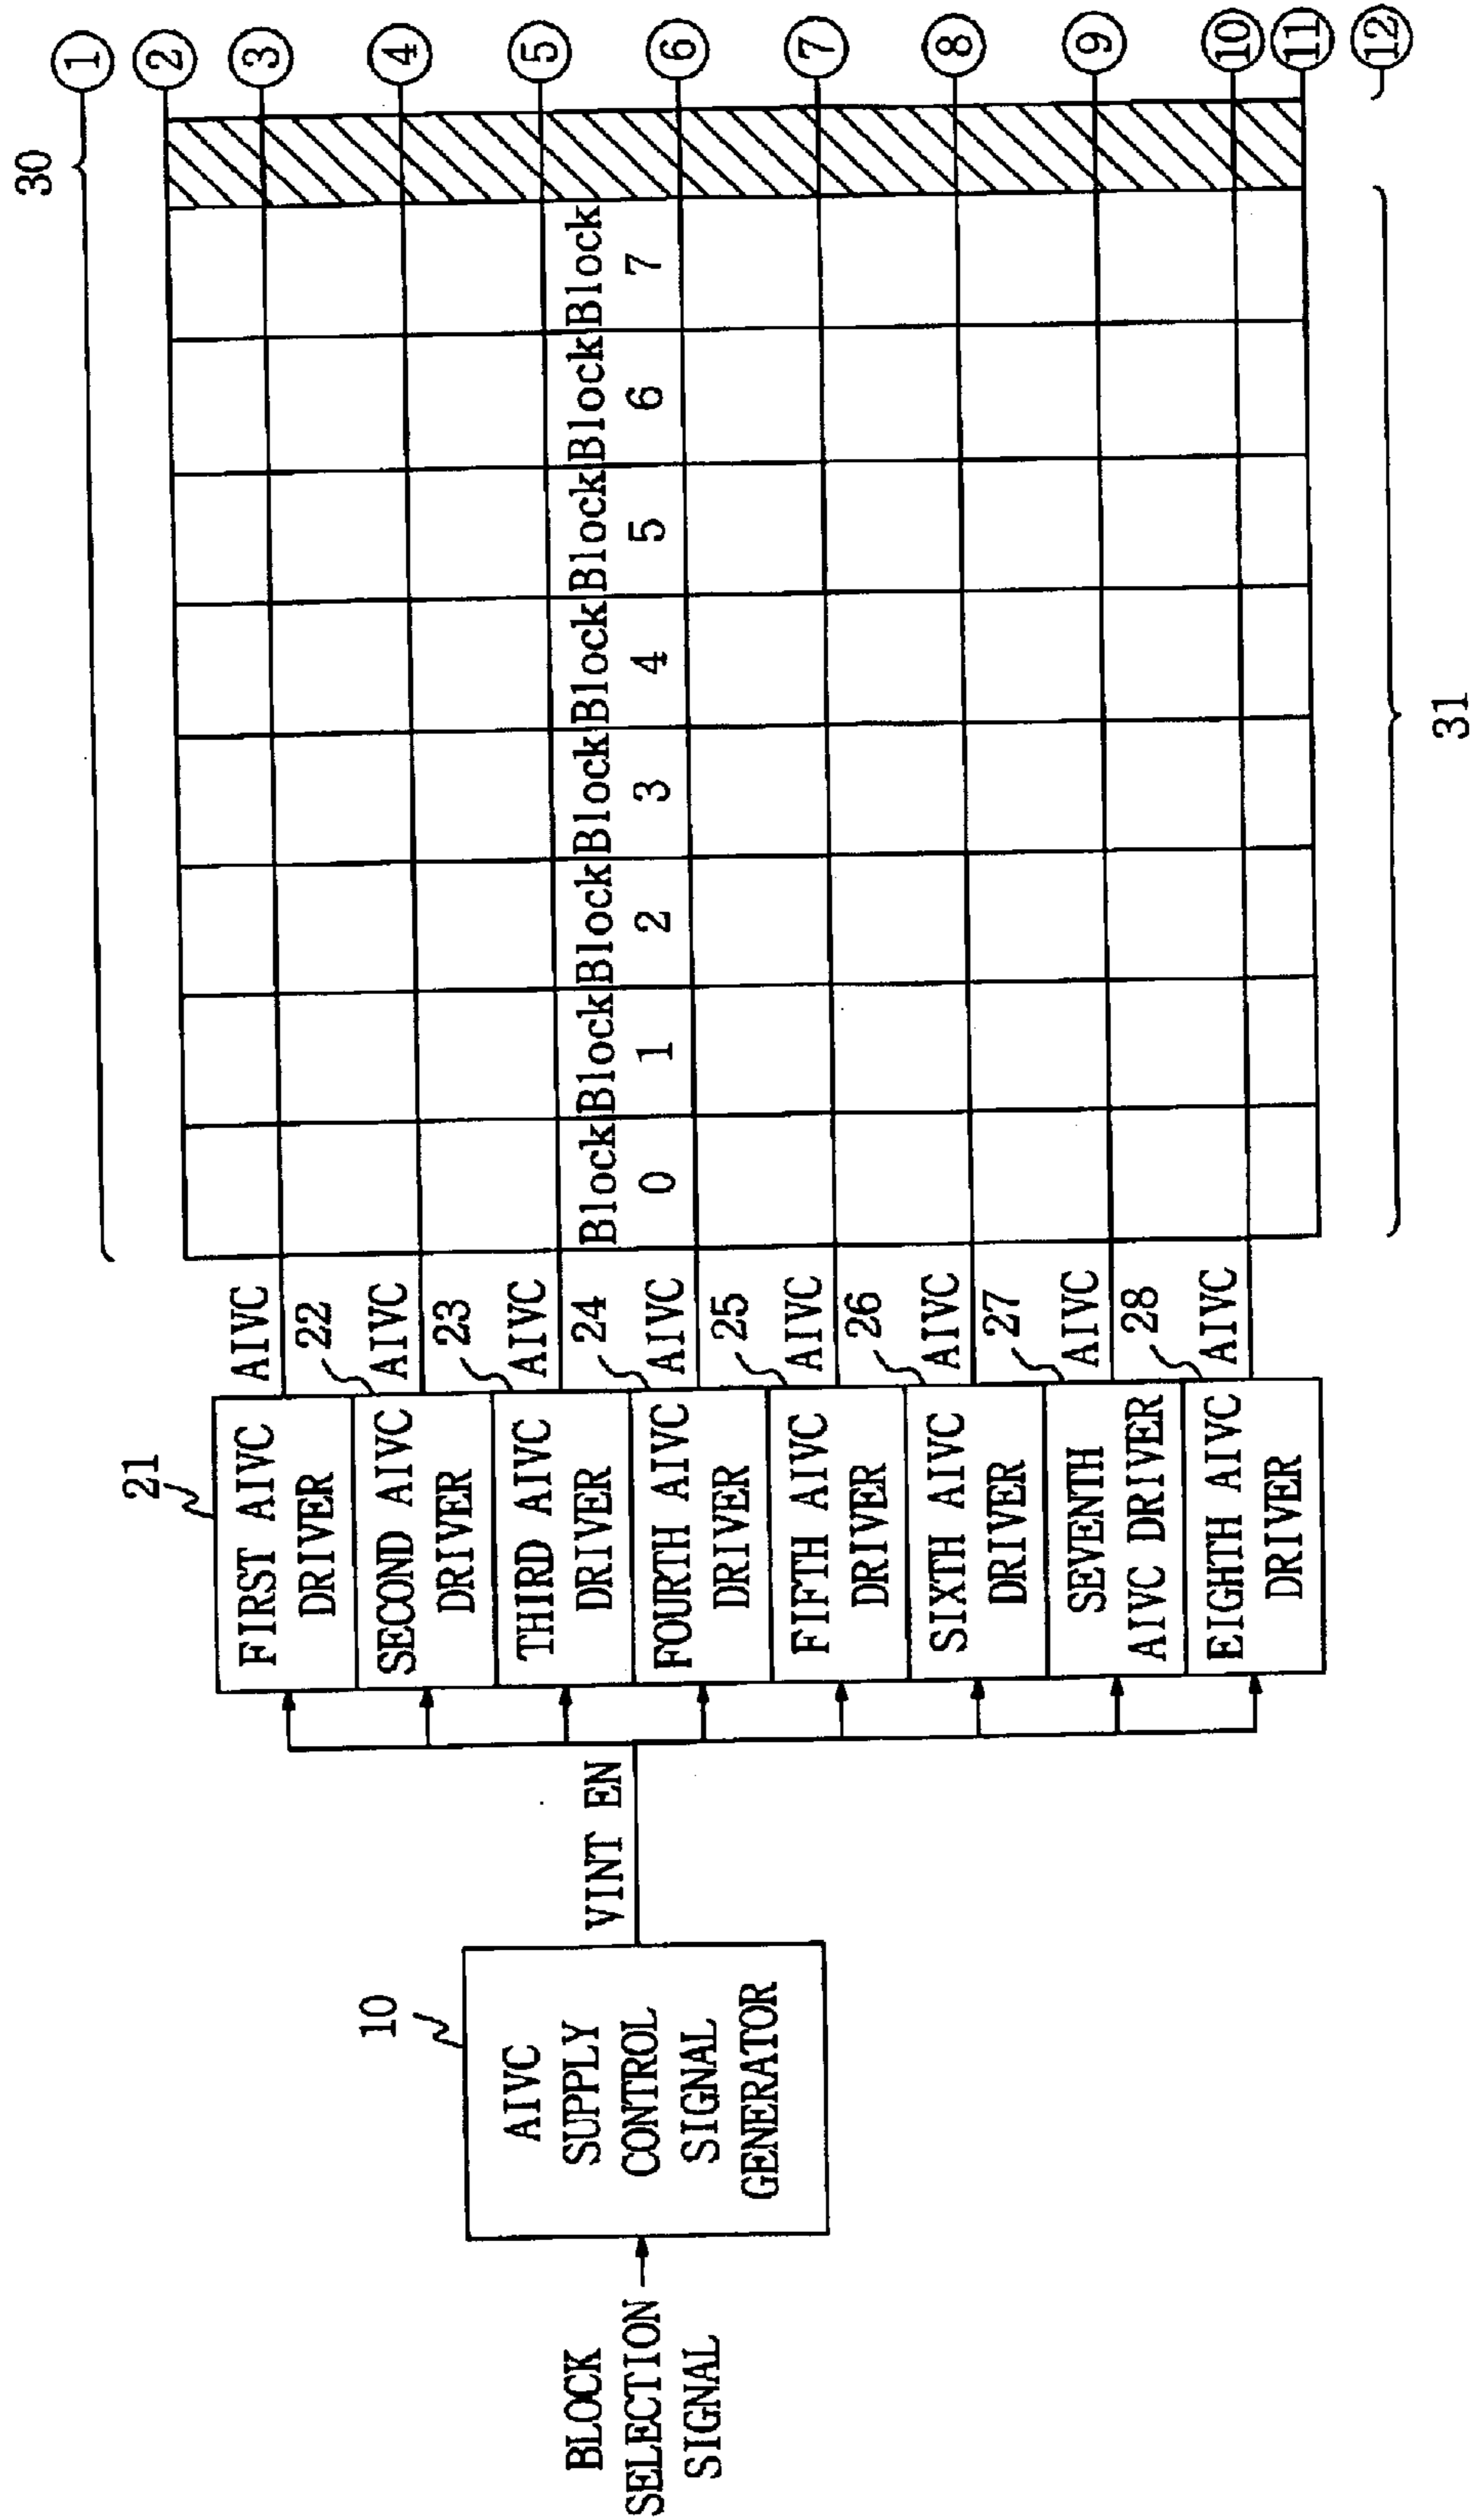 BLOCK
SELECTION
SIGNAL
10
AIVC
SUPPLY
CONTROL
SIGNAL
GENERATOR
VINT EN
21
FIRST AIVC
DRIVER
SECOND AIVC
DRIVER
THIRD AIVC
DRIVER
FOURTH AIVC
DRIVER
FIFTH AIVC
DRIVER
SIXTH AIVC
DRIVER
SEVENTH
AIVC DRIVER
EIGHTH AIVC
DRIVER
AIVC
22
AIVC
23
AIVC
24
AIVC
25
AIVC
26
AIVC
27
AIVC
28
AIVC
30
Block Block Block Block Block Block Block Block
0 1 2 3 4 5 6 7
31
①
②
③
④
⑤
⑥
⑦
⑧
⑨
⑩
⑪
⑫